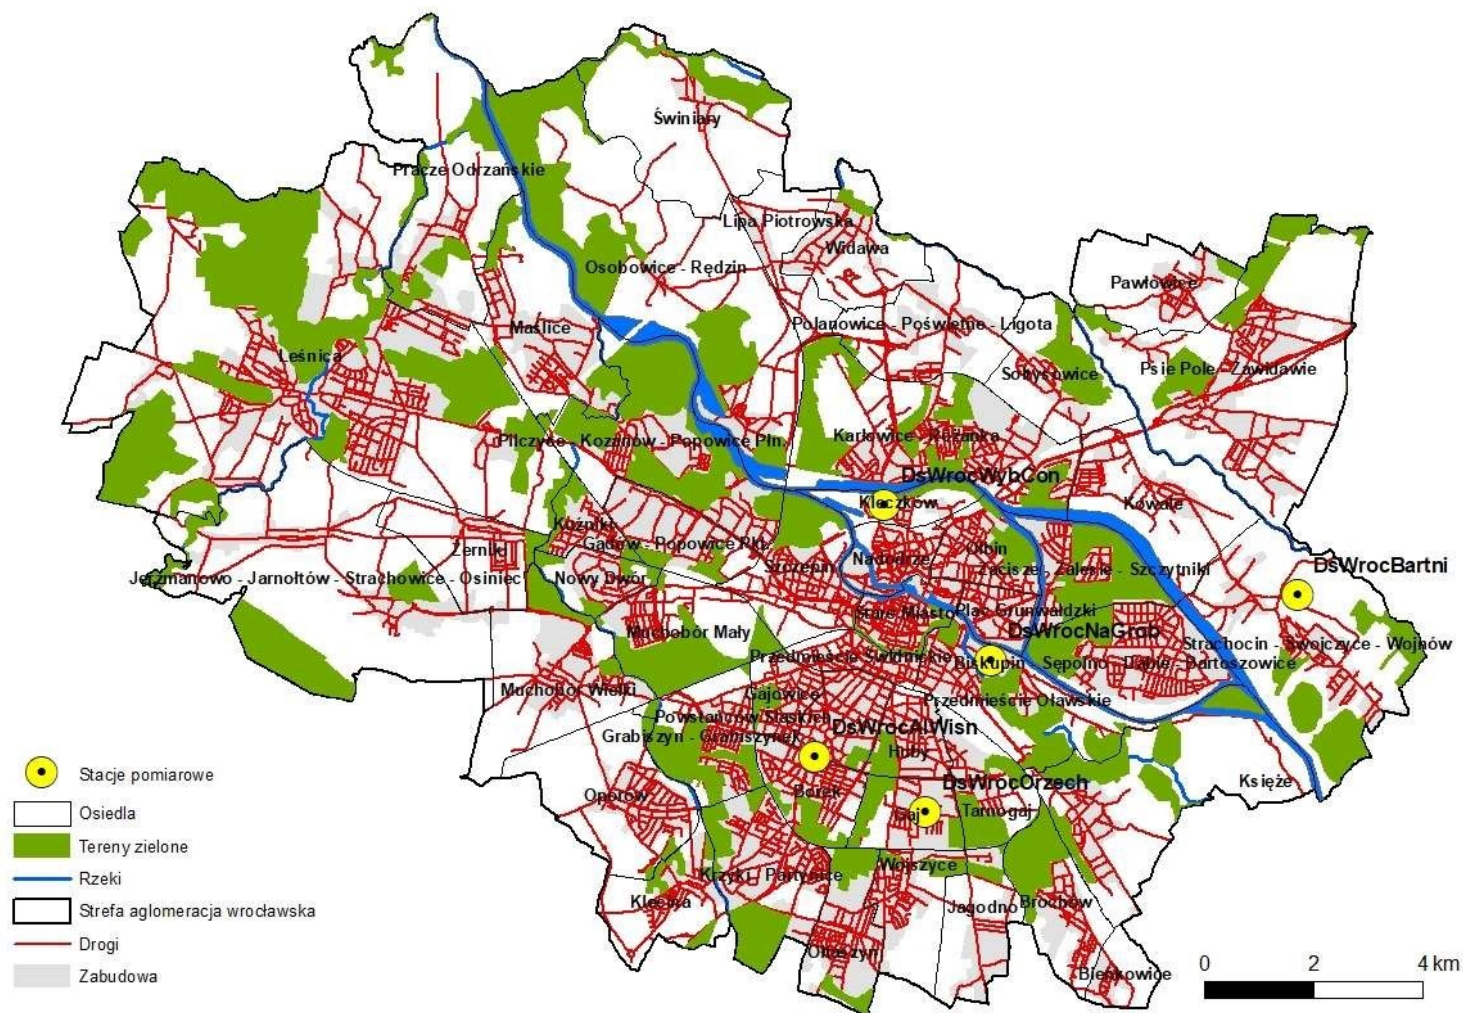 Świniary
Pracze Odrzańskie
Lipa Piotrowska
Widawa
Osobowice - Rędzin
Pawłowice
Polanowice - Poświetne - Ligota
Maślice
Leśnica
Sołtysowice
Psie Pole - Zawidawie
Pilczyce - Kozanów - Popowice Płn.
Karłowice - Różanka
DsWrocWybCon
Kleczków
Kowale
Kuźniki
Gądów - Popowice Płd.
Żerniki
Ołbin
Nadodrze
Szczepin
Zacisze - Zalesie - Szczytniki
DsWrocBartni
Jerzmanowo - Jarnołtów - Strachowice - Osiniec
Nowy Dwór
Stare Miasto
Plac Grunwaldzki
Muchobór Mały
DsWrocNaGrob
Strachocin - Swojczyce - Wojnów
Przedmieście Świdnickie
Biskupin - Sępolno - Dąbie - Bartoszowice
Muchobór Wielki
Gajowice
Przedmieście Oławskie
Powstańców Śląskich
Grabiszyn - Grabiszynek
DsWrocAlWisn
Huby
Stacje pomiarowe
DsWrocOrzech
Księże
Oporów
Borek
Gaj
Tarnogaj
Osiedla
Tereny zielone
Wojszyce
Krzyki - Partynice
Rzeki
Klecina
Jagodno
Brochów
Strefa aglomeracja wrocławska
Drogi
Ołtaszyn
Bieńkowice
Zabudowa
0 2 4 km